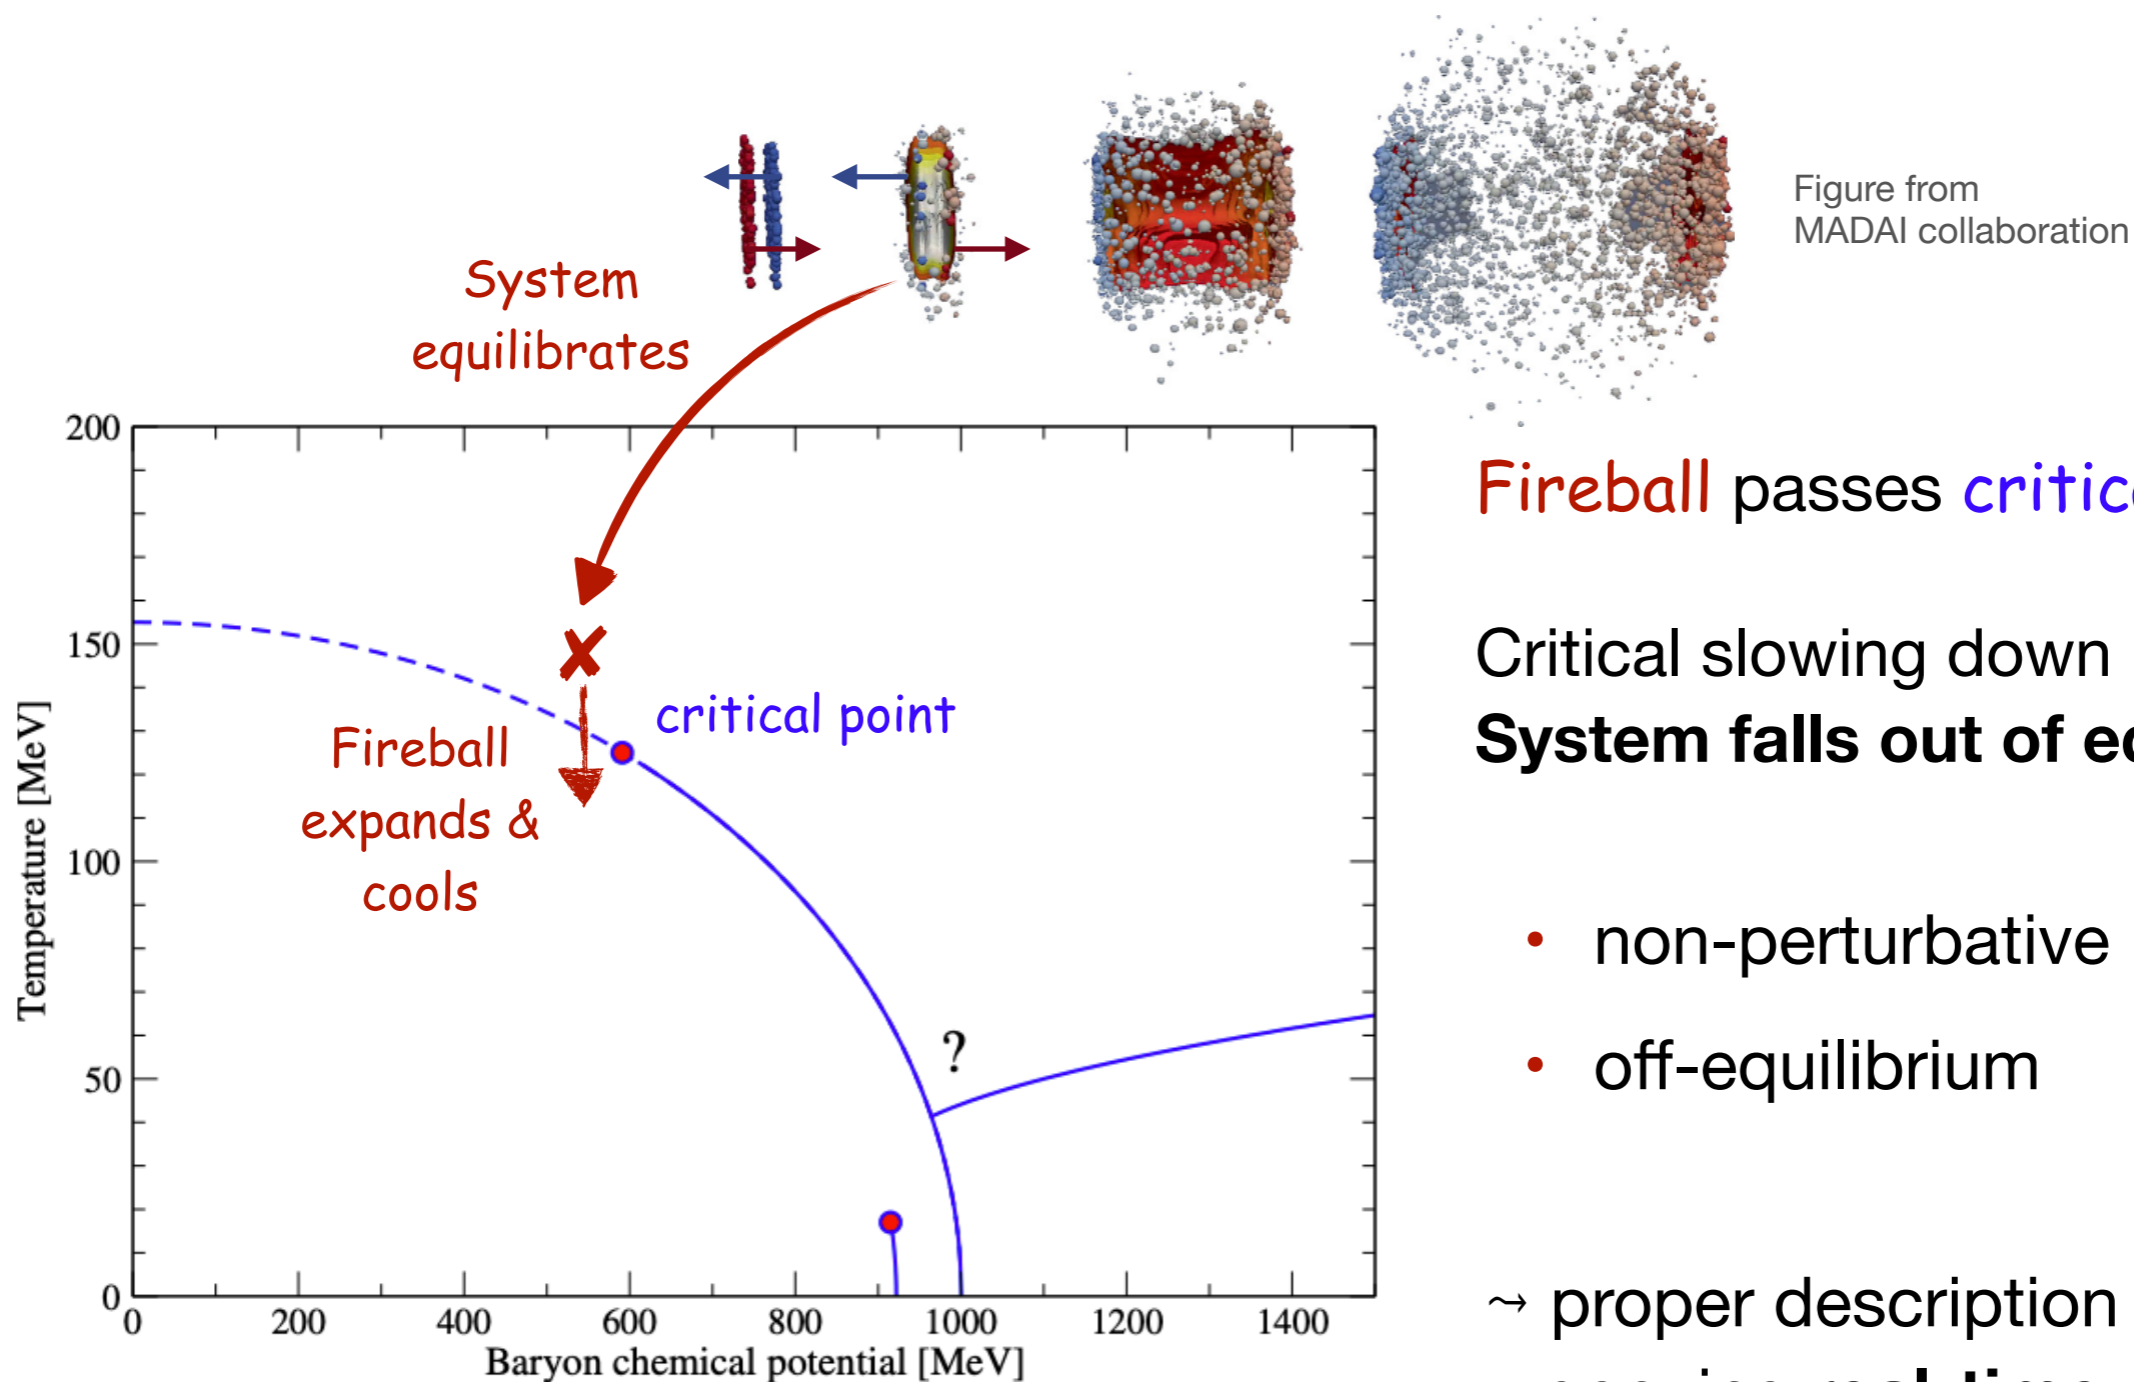 Figure from
MADAI collaboration
System
equilibrates
Fireball passes
Critical slowing down
System falls out of
non-perturbative
off-equilibrium
⤳ proper description
real-time
critical point
Fireball
expands &
cools
?
Temperature [MeV]
200
150
100
50
0
0 200 400 600 800 1000 1200 1400
Baryon chemical potential [MeV]